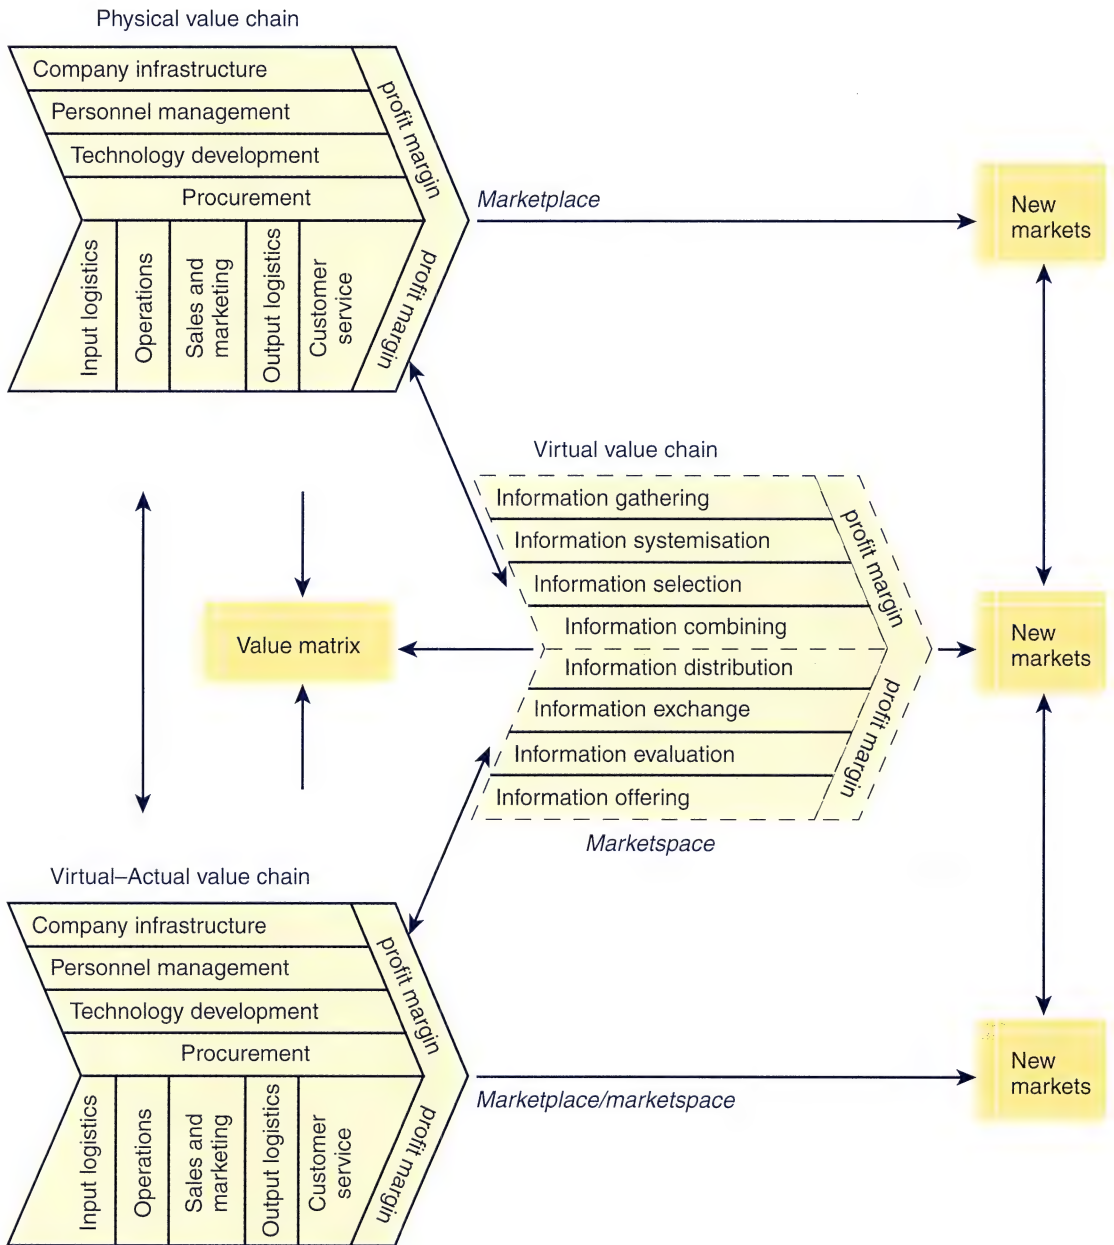 Physical value chain
Company infrastructure
Personnel management
Technology development
Procurement
Input logistics
Operations
Sales and
marketing
Output logistics
Customer
service
profit margin
profit margin
Marketplace
New
markets
Virtual value chain
Information gathering
Information systemisation
Information selection
Information combining
Information distribution
Information exchange
Information evaluation
Information offering
profit margin
profit margin
Marketspace
Value matrix
New
markets
Virtual–Actual value chain
Company infrastructure
Personnel management
Technology development
Procurement
Input logistics
Operations
Sales and
marketing
Output logistics
Customer
service
profit margin
profit margin
Marketplace/marketspace
New
markets